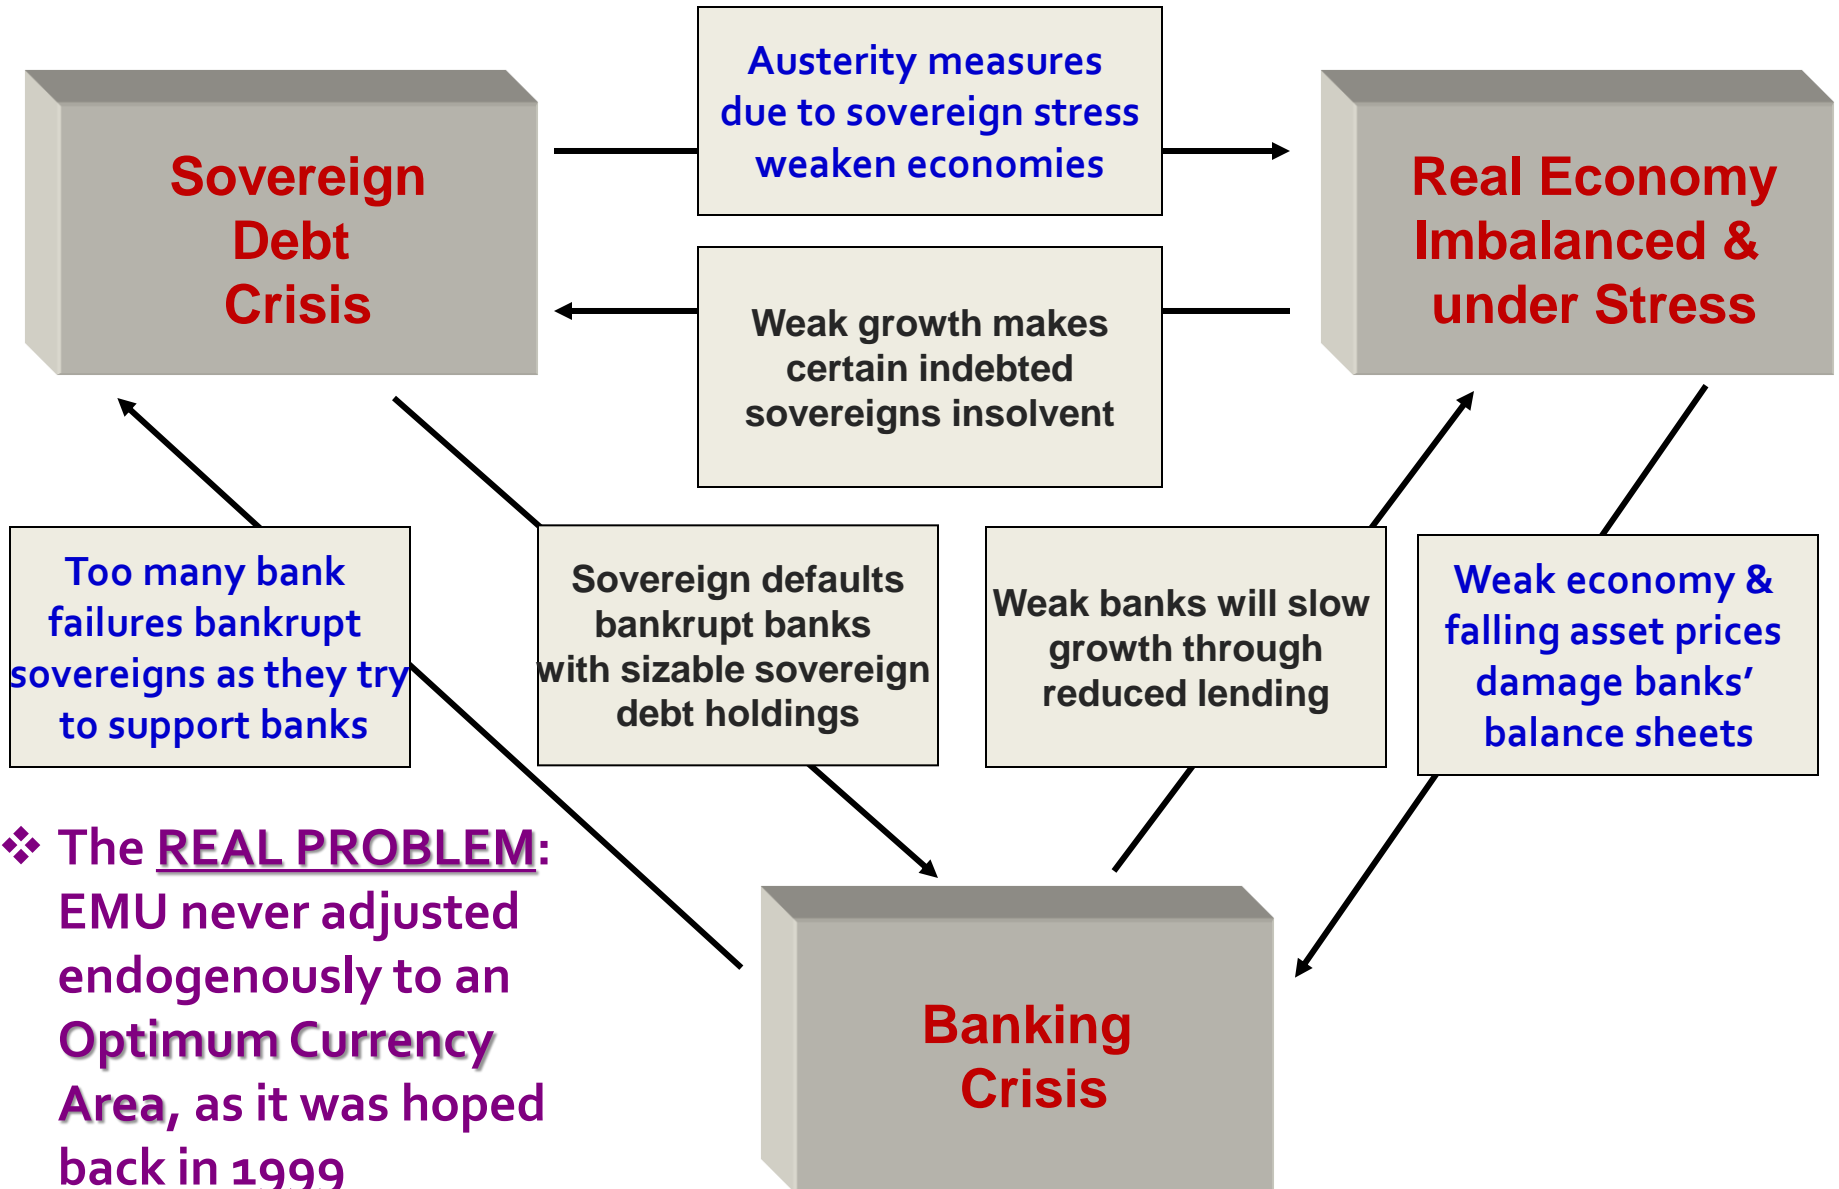 Austerity measures
due to sovereign stress
weaken economies
Sovereign
Debt
Crisis
Real Economy
Imbalanced &
under Stress
Weak growth makes
certain indebted
sovereigns insolvent
Too many bank
failures bankrupt
sovereigns as they try
to support banks
Sovereign defaults
bankrupt banks
with sizable sovereign
debt holdings
Weak banks will slow
growth through
reduced lending
Weak economy &
falling asset prices
damage banks’
balance sheets
❖ The REAL PROBLEM:
EMU never adjusted
endogenously to an
Optimum Currency
Area, as it was hoped
back in 1999
Banking
Crisis